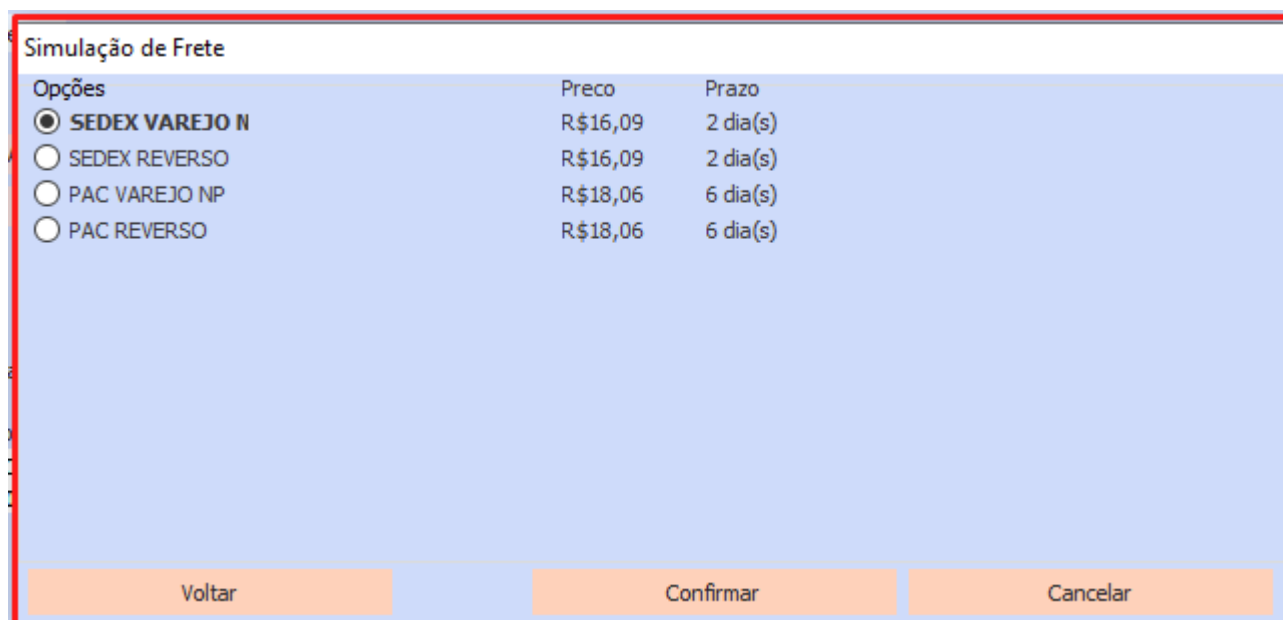 Simulação de Frete
Opções Preco Prazo
SEDEX VAREJO N R$16,09 2 dia(s)
SEDEX REVERSO R$16,09 2 dia(s)
PAC VAREJO NP R$18,06 6 dia(s)
PAC REVERSO R$18,06 6 dia(s)
Voltar Confirmar Cancelar